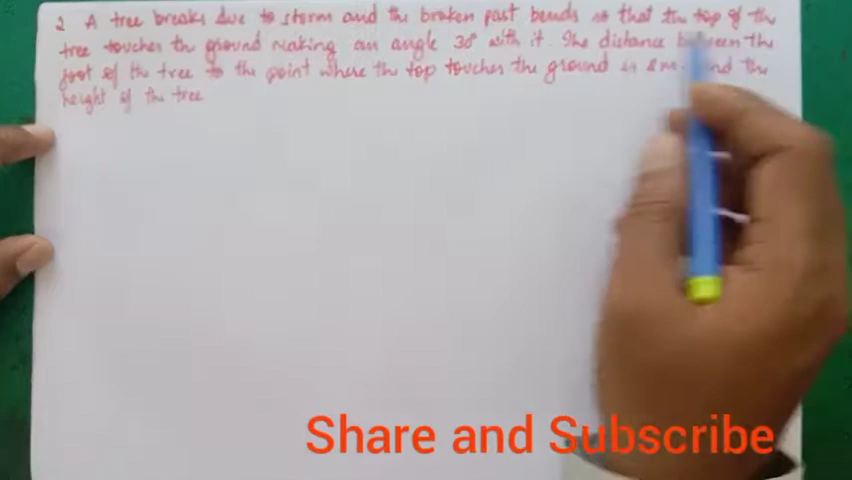 2 A tree breaks due to storm and the broken part bends so that the top of the
tree touches the ground making an angle 30° with it. The distance between the
foot of the tree to the point where the top touches the ground is 8m. Find the
height of the tree
Share and Subscribe